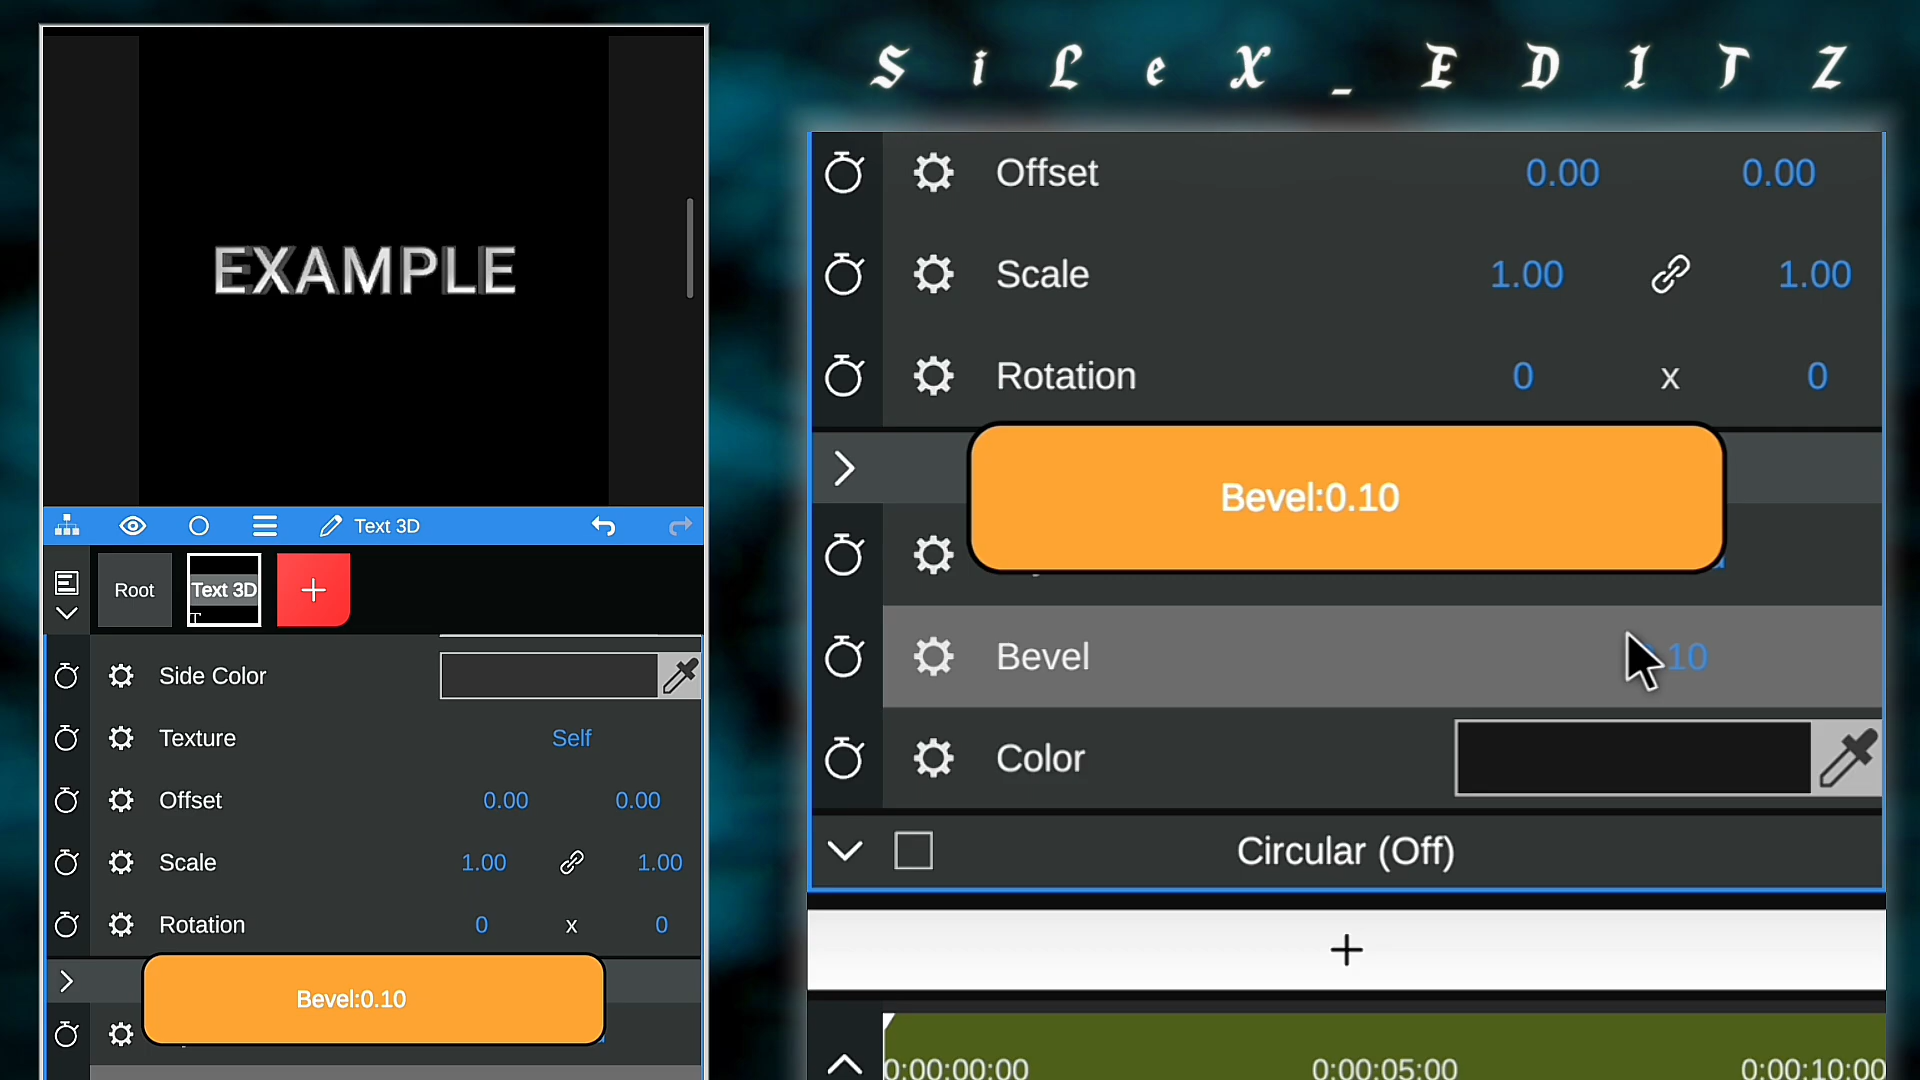 SiLeX_EDITZ
EXAMPLE
Text 3D
Root
Text 3D
T
+
Side Color
Texture Self
Offset 0.00 0.00
Scale 1.00 1.00
Rotation 0 x 0
Bevel:0.10
Offset 0.00 0.00
Scale 1.00 1.00
Rotation 0 x 0
Bevel:0.10
Bevel 10
Color
Circular (Off)
+
0:00:00:00 0:00:05:00 0:00:10:00